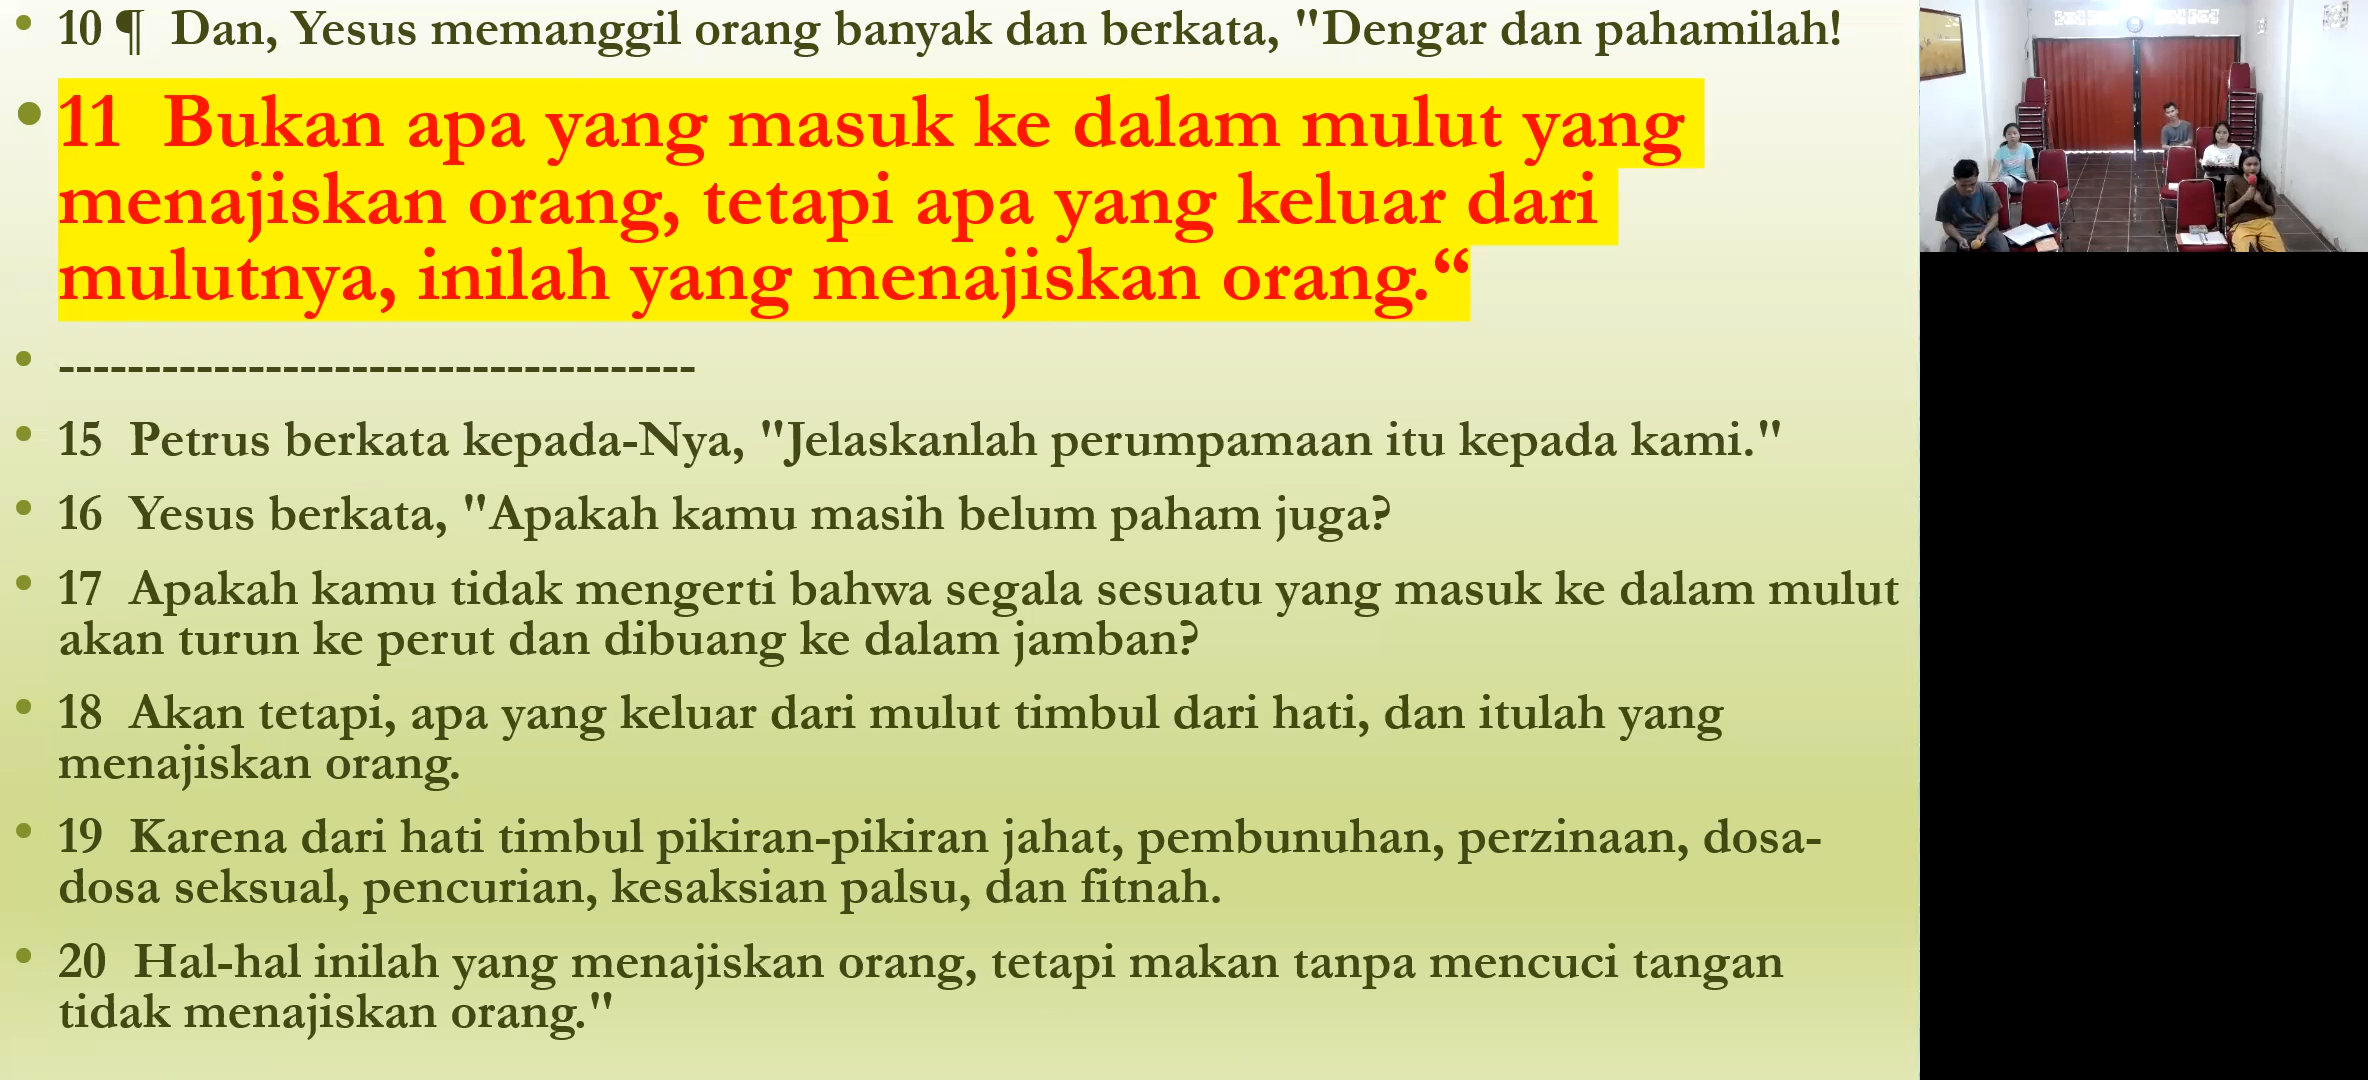 • 10 ¶ Dan, Yesus memanggil orang banyak dan berkata, "Dengar dan pahamilah!
• 11 Bukan apa yang masuk ke dalam mulut yang
menajiskan orang, tetapi apa yang keluar dari
mulutnya, inilah yang menajiskan orang.“
• -------------------------------------
• 15 Petrus berkata kepada-Nya, "Jelaskanlah perumpamaan itu kepada kami."
• 16 Yesus berkata, "Apakah kamu masih belum paham juga?
• 17 Apakah kamu tidak mengerti bahwa segala sesuatu yang masuk ke dalam mulut
akan turun ke perut dan dibuang ke dalam jamban?
• 18 Akan tetapi, apa yang keluar dari mulut timbul dari hati, dan itulah yang
menajiskan orang.
• 19 Karena dari hati timbul pikiran-pikiran jahat, pembunuhan, perzinaan, dosa-
dosa seksual, pencurian, kesaksian palsu, dan fitnah.
• 20 Hal-hal inilah yang menajiskan orang, tetapi makan tanpa mencuci tangan
tidak menajiskan orang."